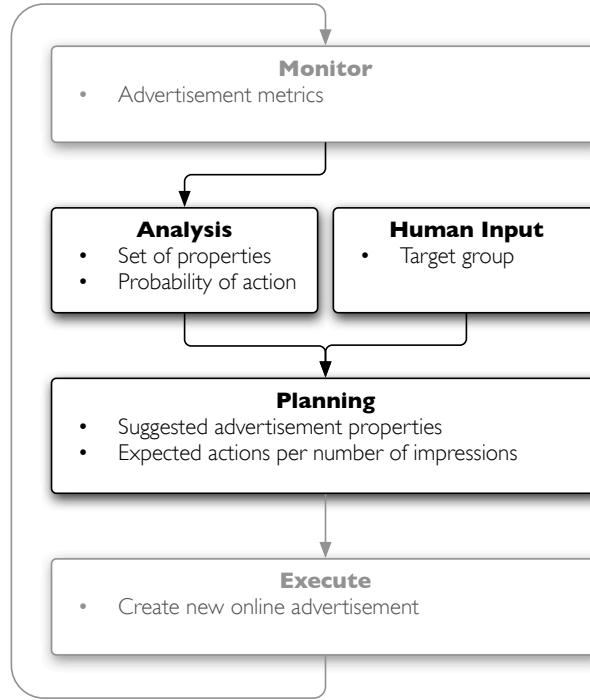 Monitor
• Advertisement metrics
Analysis
• Set of properties
• Probability of action
Human Input
• Target group
Planning
• Suggested advertisement properties
• Expected actions per number of impressions
Execute
• Create new online advertisement